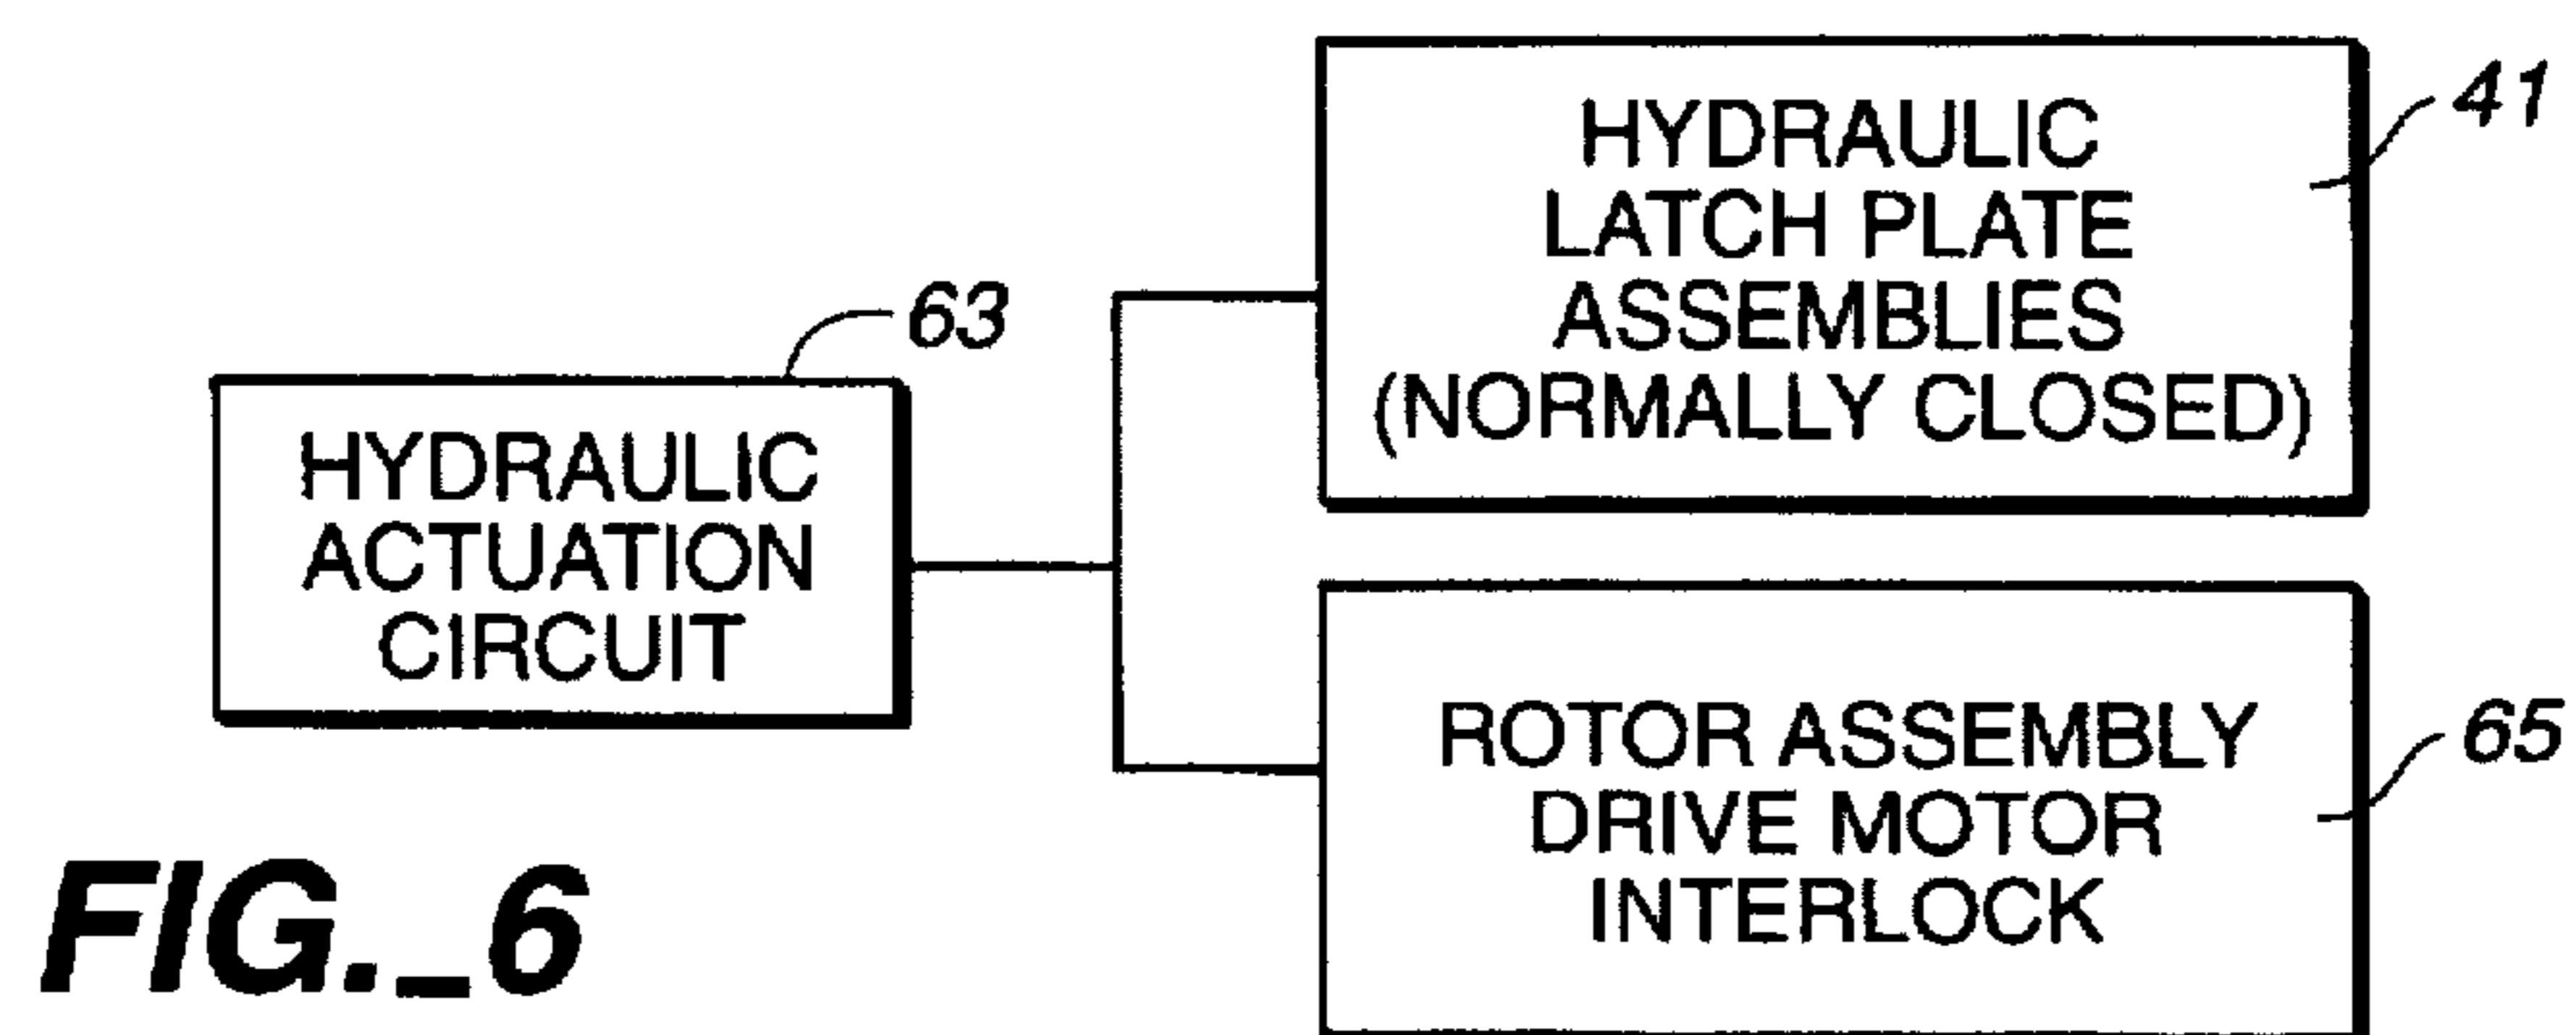 HYDRAULIC
LATCH PLATE
ASSEMBLIES
(NORMALLY CLOSED)
41
63
HYDRAULIC
ACTUATION
CIRCUIT
ROTOR ASSEMBLY
DRIVE MOTOR
INTERLOCK
65
FIG._6